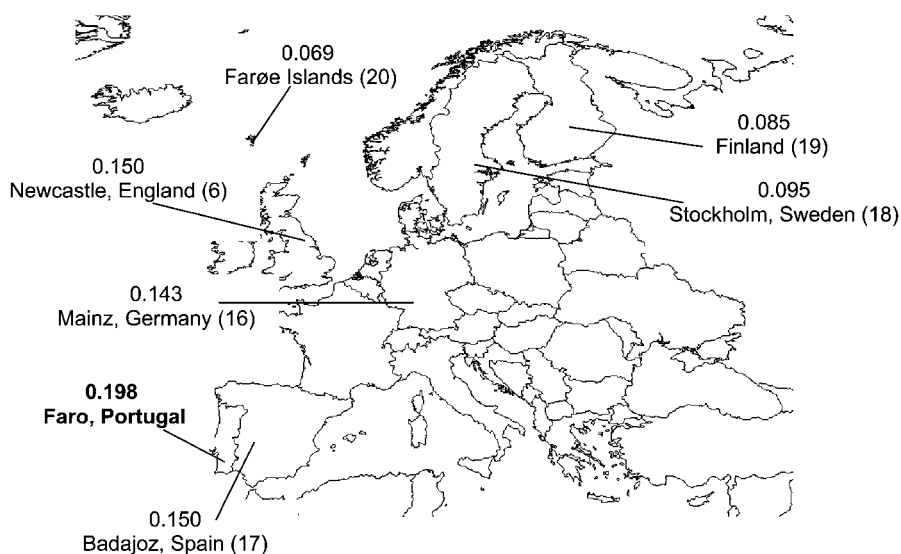 0.069
Farøe Islands (20)
0.085
Finland (19)
0.150
Newcastle, England (6)
0.095
Stockholm, Sweden (18)
0.143
Mainz, Germany (16)
0.198
Faro, Portugal
0.150
Badajoz, Spain (17)